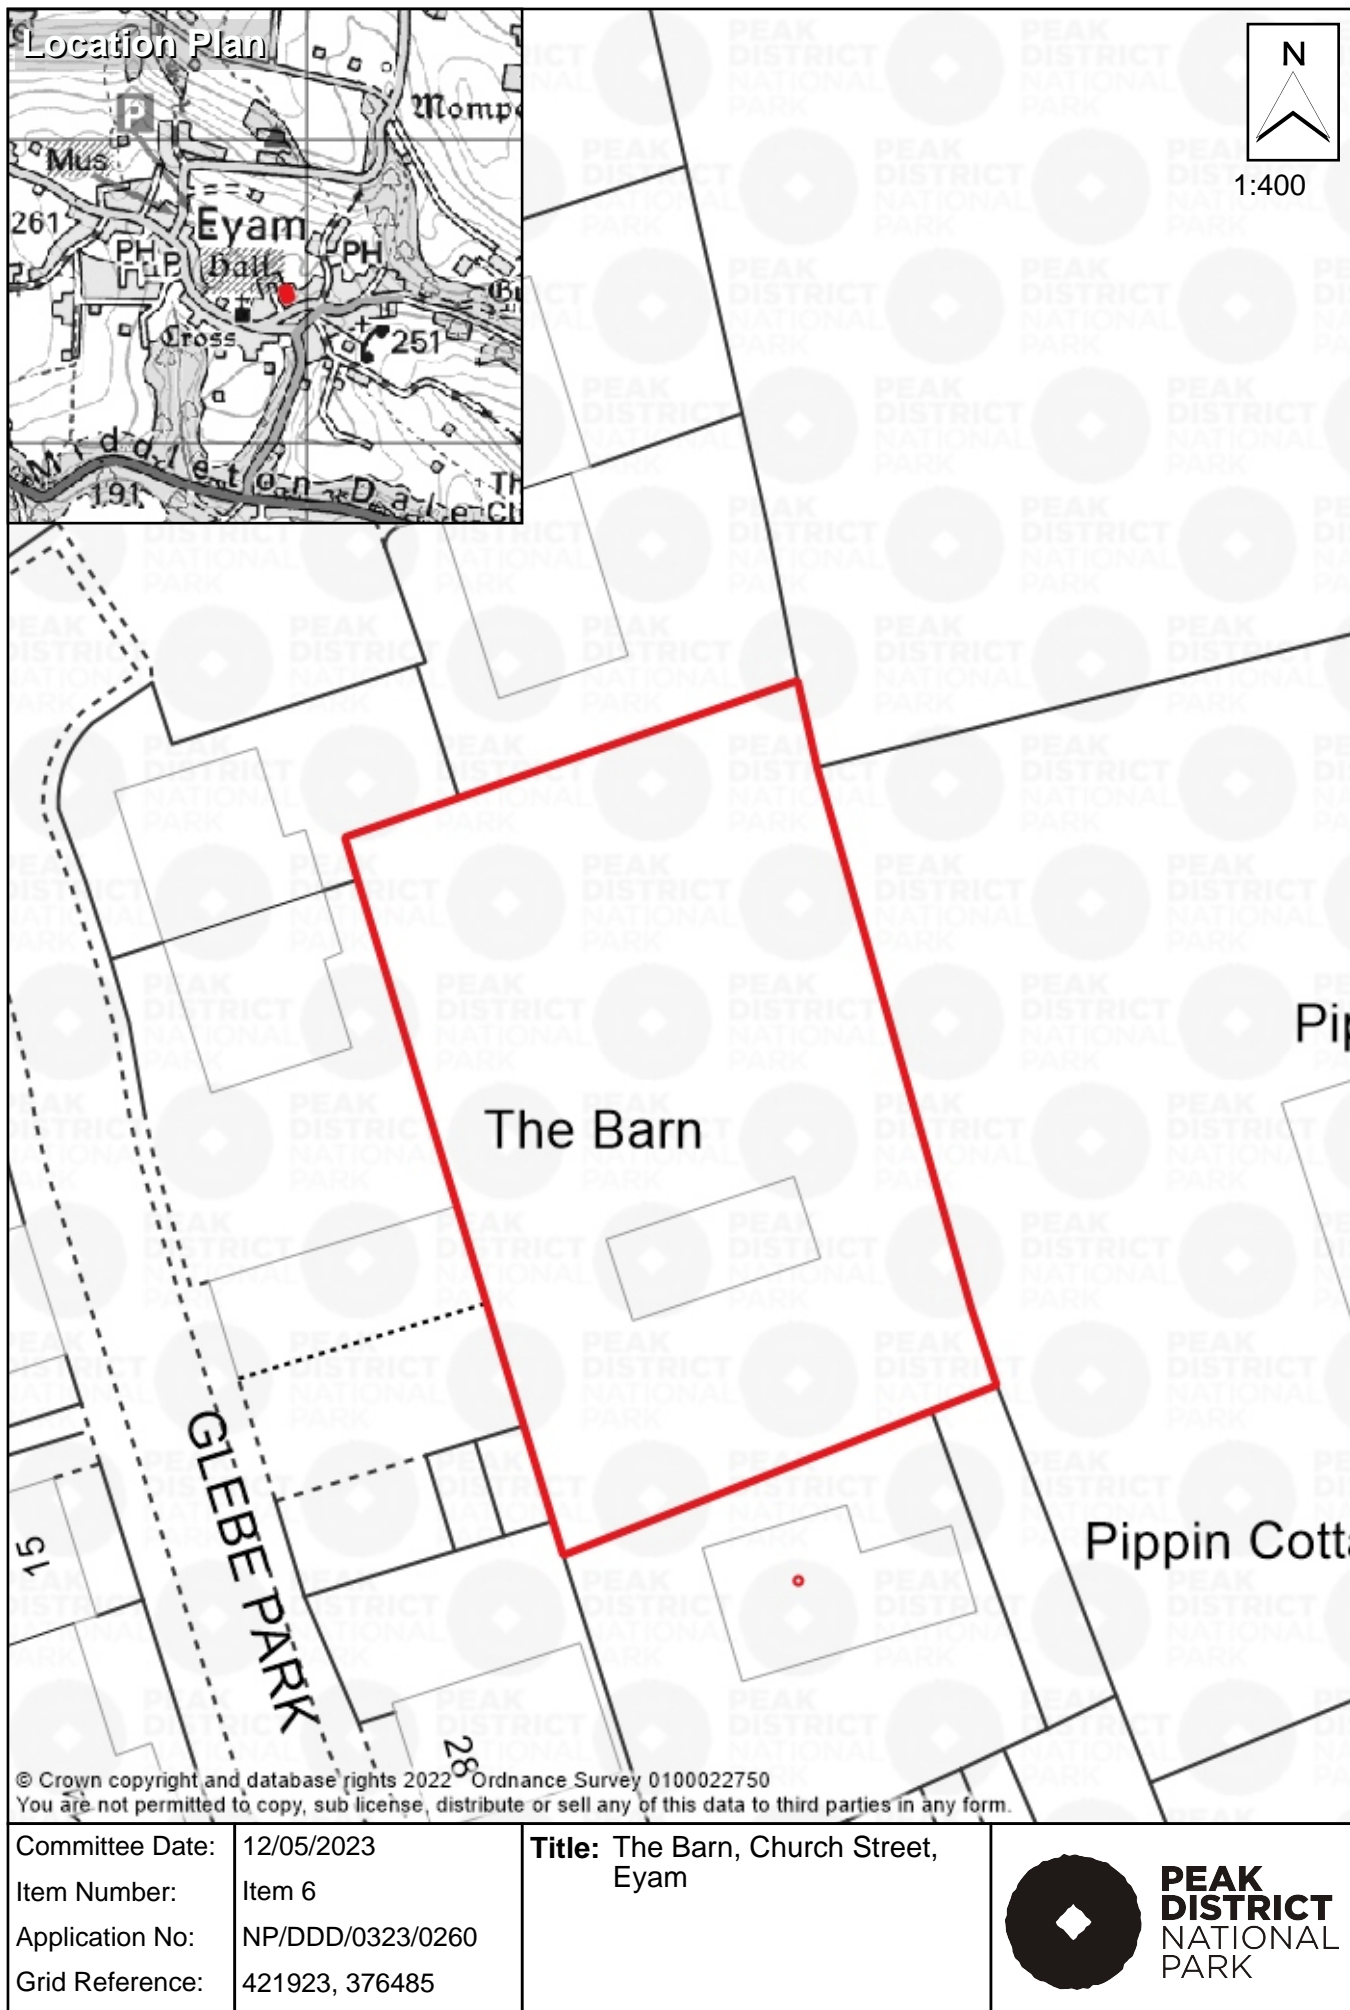 Location Plan
N
1:400
Mus
P
261
Eyam
PH
PH
Hall
Cross
251
Middleton Dale
191
The Barn
Pippin
GLEBE PARK
15
28
© Crown copyright and database rights 2022 Ordnance Survey 0100022750
You are not permitted to copy, sub license, distribute or sell any of this data to third parties in any form.
Committee Date: 12/05/2023
Item Number: Item 6
Application No: NP/DDD/0323/0260
Grid Reference: 421923, 376485
Title: The Barn, Church Street,
Eyam
PEAK
DISTRICT
NATIONAL
PARK